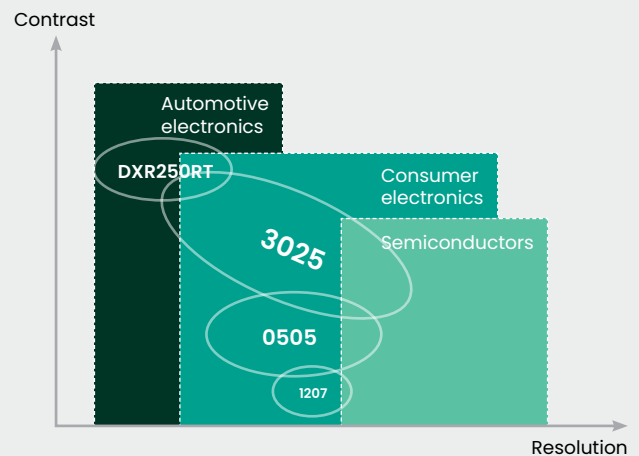 Contrast
Automotive
electronics
DXR250RT
Consumer
electronics
3025
Semiconductors
0505
1207
Resolution